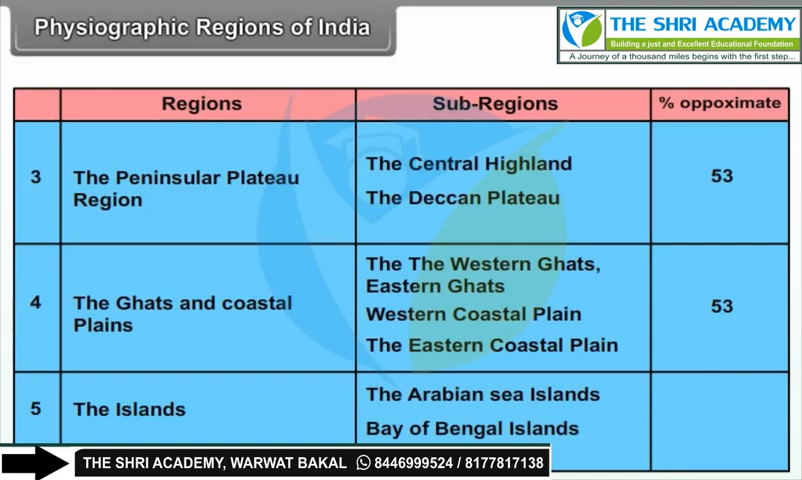 Physiographic Regions of India
THE SHRI ACADEMY
Building a just and Excellent Educational Foundation
A Journey of a thousand miles begins with the first step...
Regions Sub-Regions % oppoximate
3 The Peninsular Plateau Region The Central Highland 53
The Deccan Plateau
4 The Ghats and coastal Plains The The Western Ghats, 53
Eastern Ghats
Western Coastal Plain
The Eastern Coastal Plain
5 The Islands The Arabian sea Islands
Bay of Bengal Islands
THE SHRI ACADEMY, WARWAT BAKAL 8446999524 / 8177817138